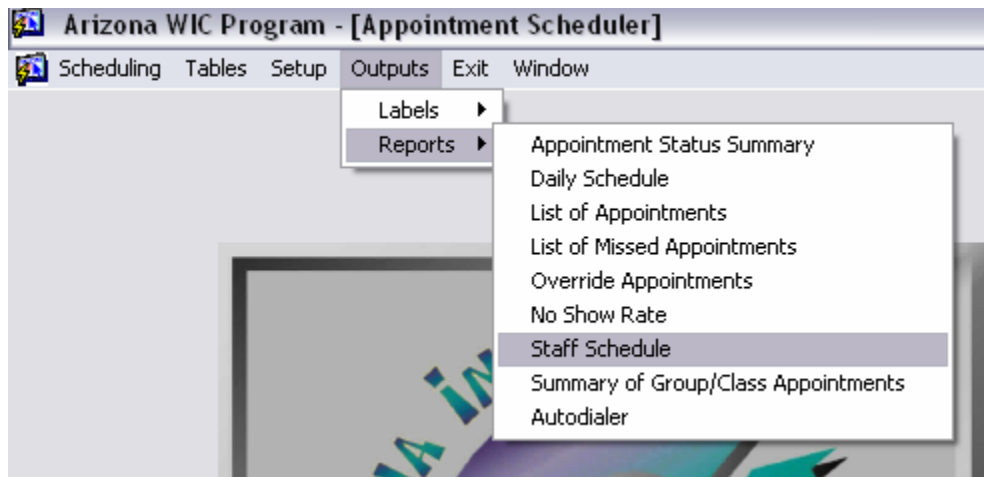 Arizona WIC Program - [Appointment Scheduler]
Scheduling Tables Setup Outputs Exit Window
Labels
Reports
Appointment Status Summary
Daily Schedule
List of Appointments
List of Missed Appointments
Override Appointments
No Show Rate
Staff Schedule
Summary of Group/Class Appointments
Autodialer